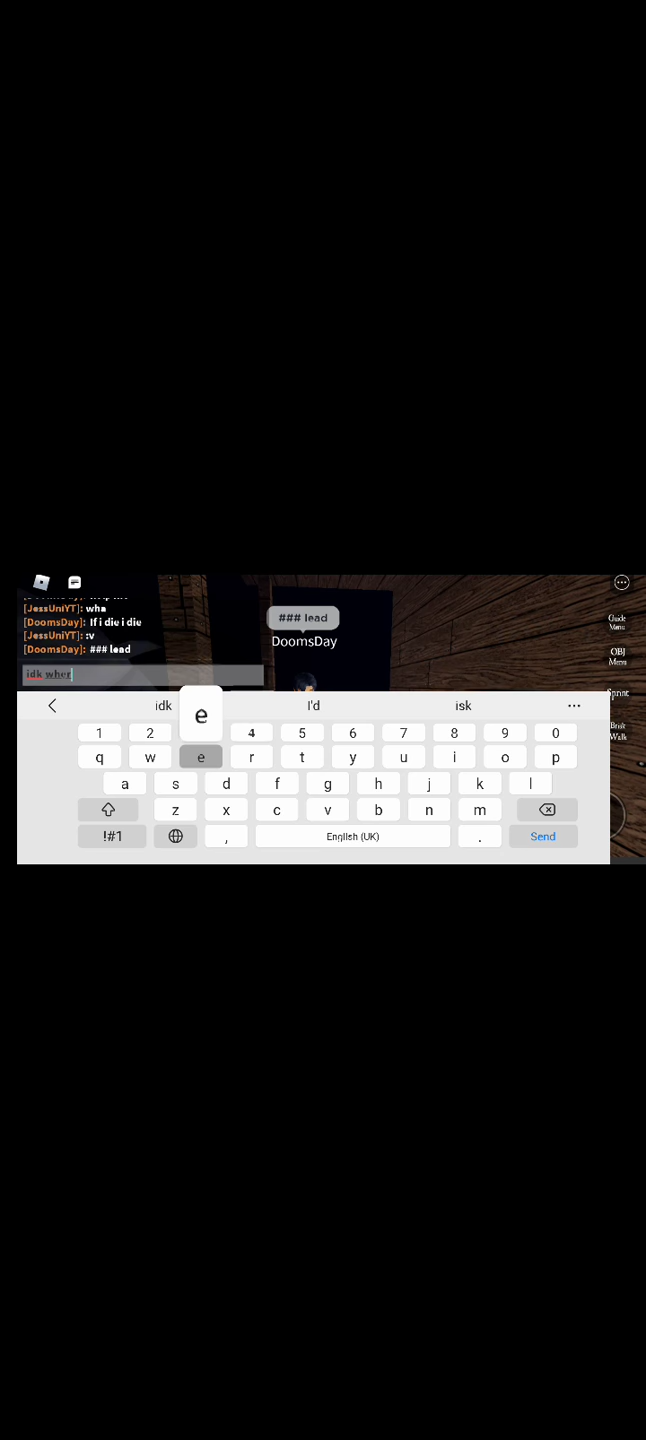 [JessUniYT]: wha
[DoomsDay]: If i die i die
[JessUniYT]: :v
[DoomsDay]: ### lead
idk wher
### lead
DoomsDay
Guide
Menu
OBJ
Menu
Sprint
Brisk
Walk
idk I'd isk
e
1 2 4 5 6 7 8 9 0
q w e r t y u i o p
a s d f g h j k l
z x c v b n m
!#1 , English (UK) . Send